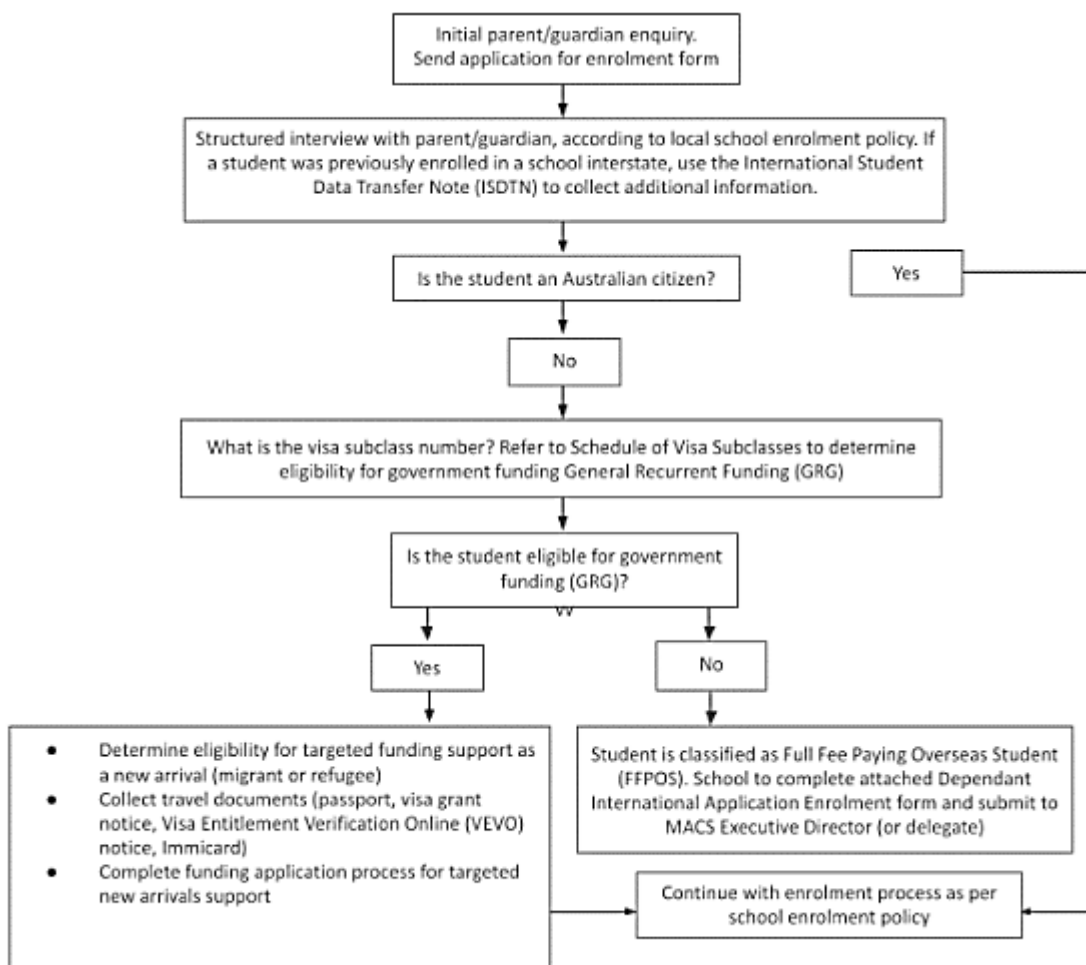 Initial parent/guardian enquiry.
Send application for enrolment form
Structured interview with parent/guardian, according to local school enrolment policy. If
a student was previously enrolled in a school interstate, use the International Student
Data Transfer Note (ISDTN) to collect additional information.
Is the student an Australian citizen?
Yes
No
What is the visa subclass number? Refer to Schedule of Visa Subclasses to determine
eligibility for government funding General Recurrent Funding (GRG)
Is the student eligible for government
funding (GRG)?
Yes
No
● Determine eligibility for targeted funding support as
a new arrival (migrant or refugee)
● Collect travel documents (passport, visa grant
notice, Visa Entitlement Verification Online (VEVO)
notice, Immicard)
● Complete funding application process for targeted
new arrivals support
Student is classified as Full Fee Paying Overseas Student
(FFPOS). School to complete attached Dependant
International Application Enrolment form and submit to
MACS Executive Director (or delegate)
Continue with enrolment process as per
school enrolment policy